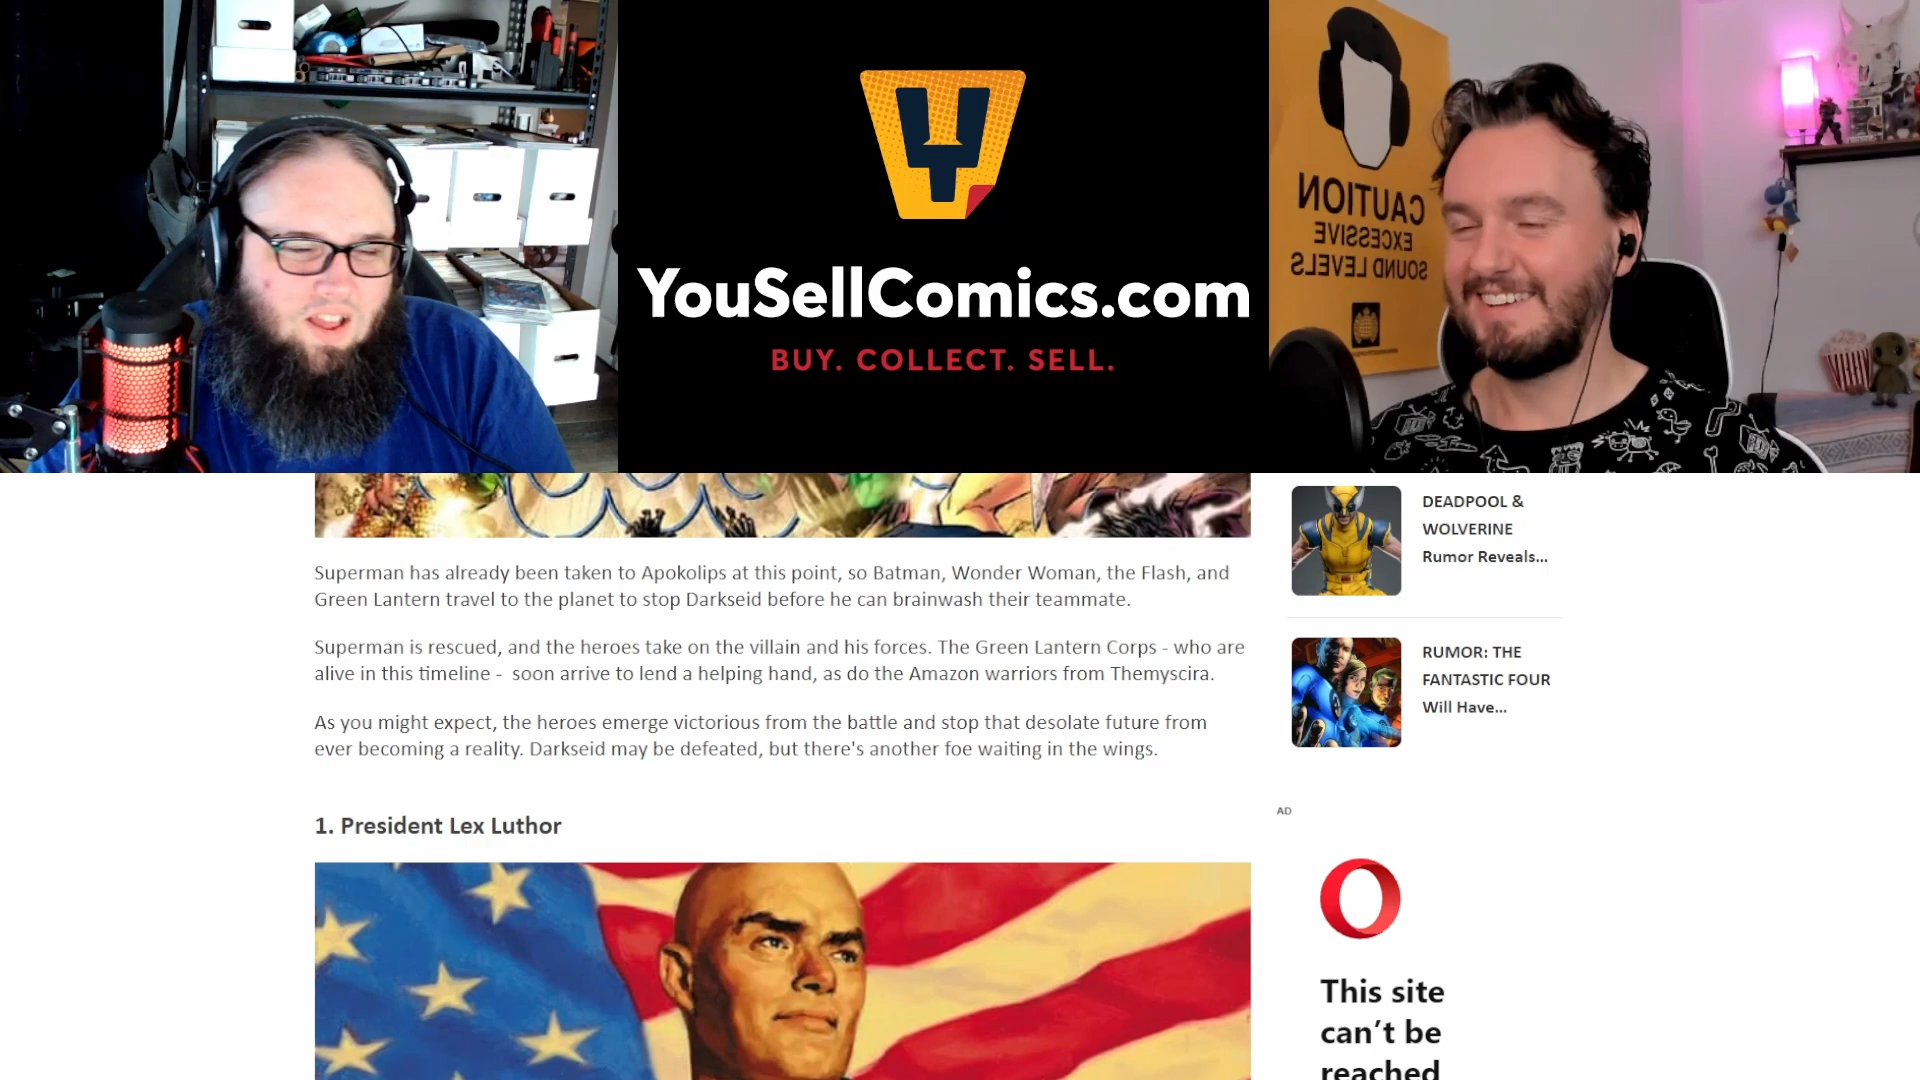 YouSellComics.com
BUY. COLLECT. SELL.
CAUTION
EXCESSIVE
SOUND LEVELS
DEADPOOL &
WOLVERINE
Rumor Reveals...
Superman has already been taken to Apokolips at this point, so Batman, Wonder Woman, the Flash, and
Green Lantern travel to the planet to stop Darkseid before he can brainwash their teammate.
RUMOR: THE
FANTASTIC FOUR
Will Have...
Superman is rescued, and the heroes take on the villain and his forces. The Green Lantern Corps - who are
alive in this timeline -  soon arrive to lend a helping hand, as do the Amazon warriors from Themyscira.
As you might expect, the heroes emerge victorious from the battle and stop that desolate future from
ever becoming a reality. Darkseid may be defeated, but there's another foe waiting in the wings.
AD
1. President Lex Luthor
This site
can’t be
reached